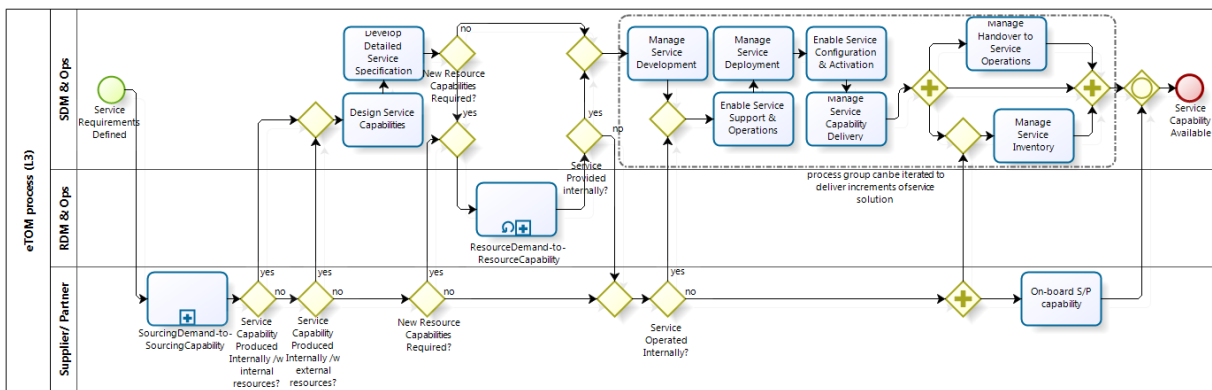 eTOM process (L3)
SDM & Ops
Service
Requirements
Defined
Develop
Detailed
Service
Specification
Design Service
Capabilities
no
New Resource
Capabilities
Required?
yes
yes
no
Service
Provided
internally?
Manage
Service
Development
Manage
Service
Deployment
Enable Service
Configuration
& Activation
Enable Service
Support &
Operations
Manage
Service
Capability
Delivery
Manage
Handover to
Service
Operations
Manage
Service
Inventory
Service
Capability
Available
process group canbe iterated to
deliver increments ofservice
solution
RDM & Ops
ResourceDemand-to-
ResourceCapability
yes
yes
yes
yes
Supplier/ Partner
SourcingDemand-to-
SourcingCapability
no
Service
Capability
Produced
Internally /w
internal
resources?
no
Service
Capability
Produced
Internally /w
external
resources?
no
New Resource
Capabilities
Required?
no
Service
Operated
Internally?
On-board S/P
capability